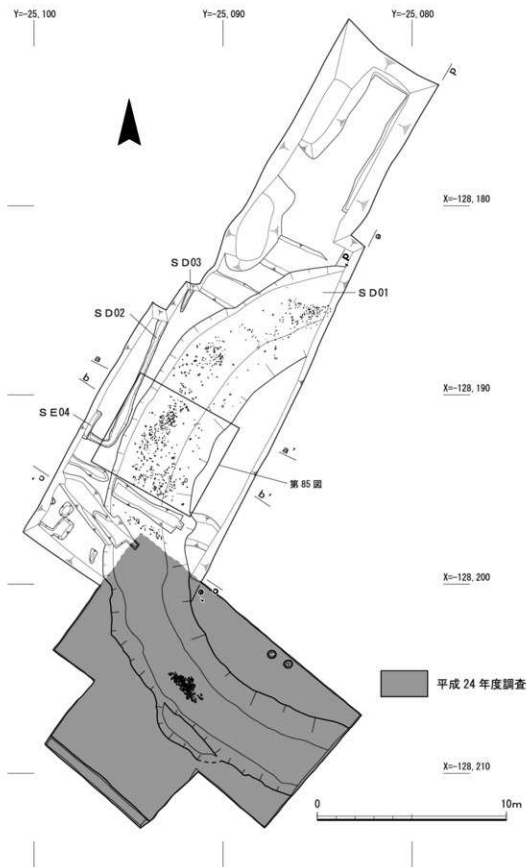 Y=-25,100
Y=-25,090
Y=-25,080
X=-128,180
SD03
SD01
SD02
a
b
X=-128,190
SE04
a'
b'
第85図
X=-128,200
平成24年度調査
X=-128,210
0
10m